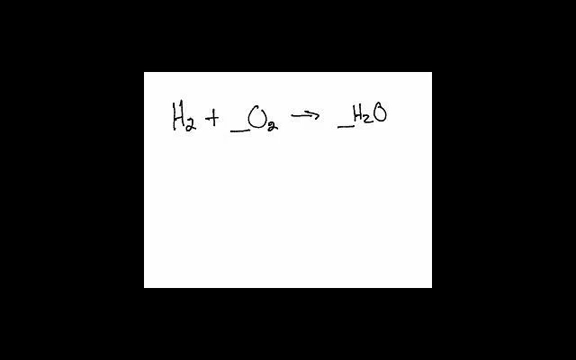 H₂ + _O₂ → _H₂O